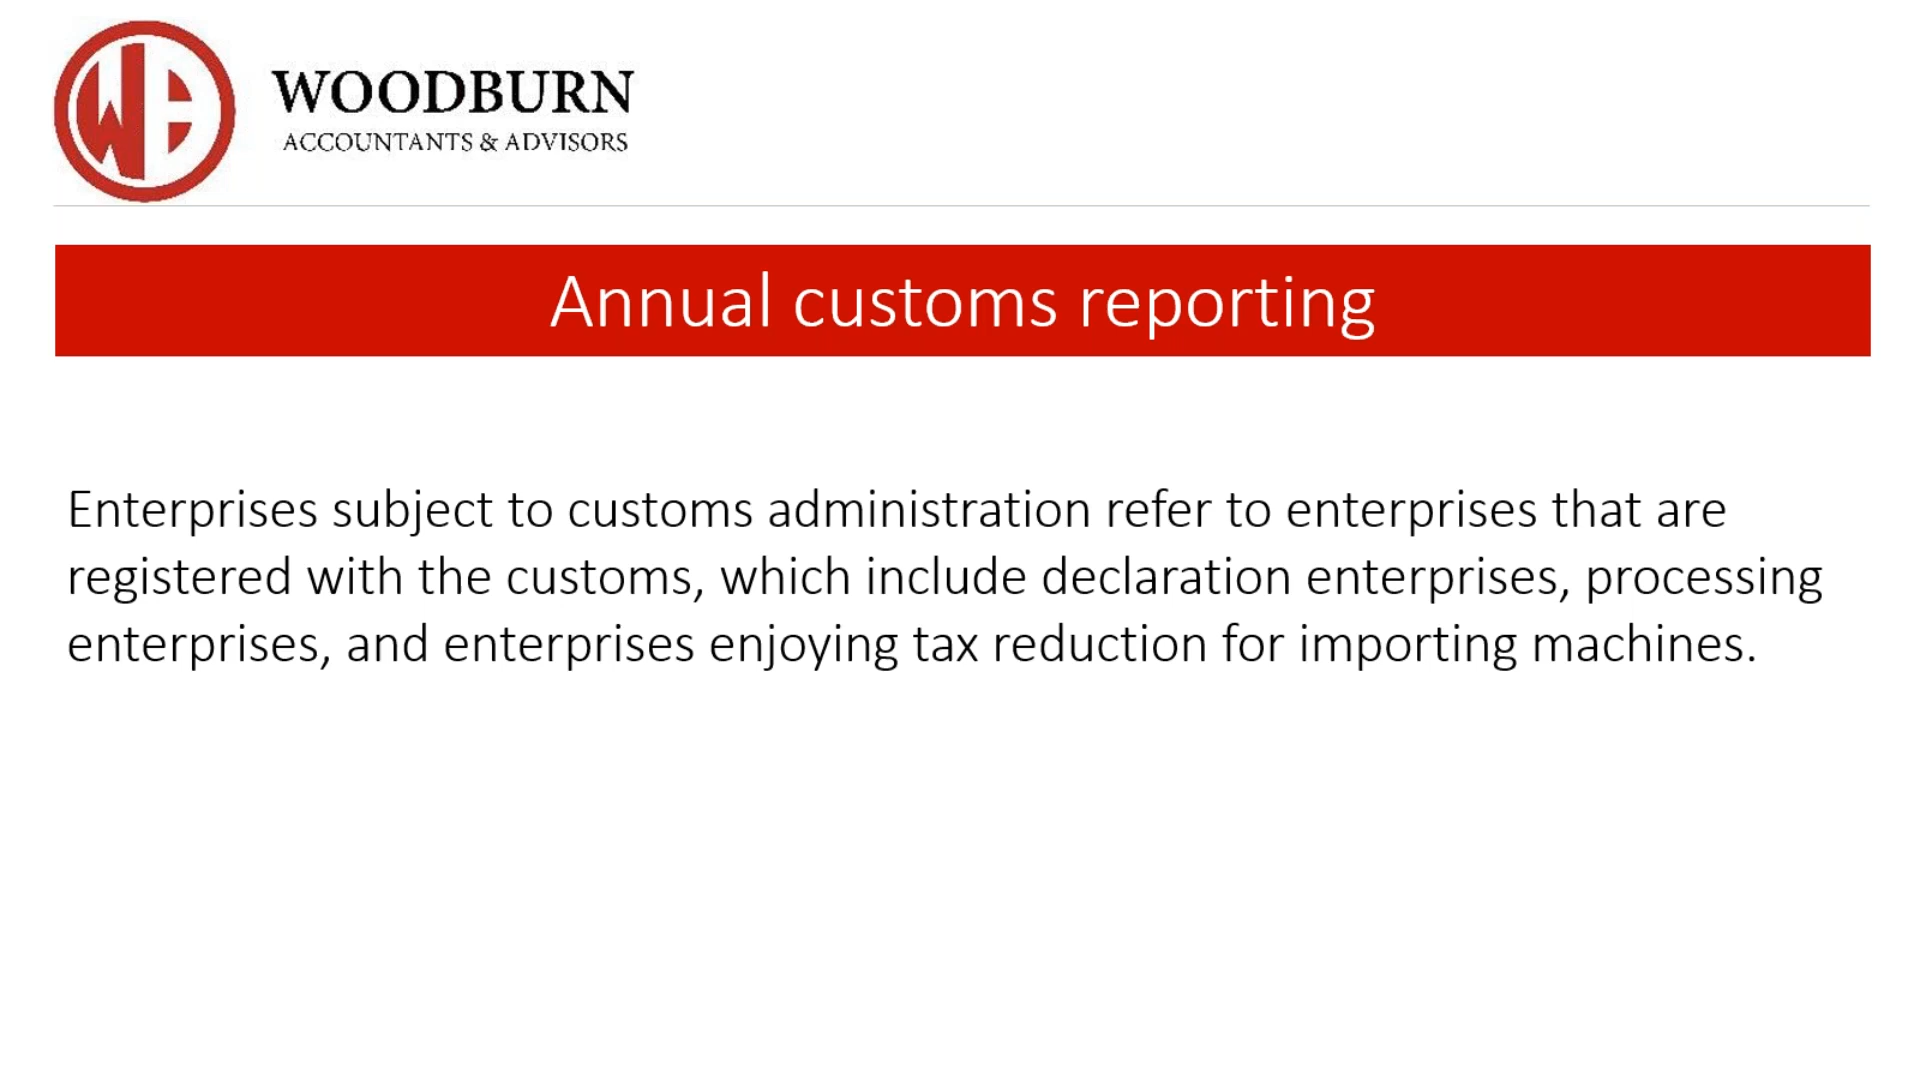 WB
WOODBURN
ACCOUNTANTS & ADVISORS
Annual customs reporting
Enterprises subject to customs administration refer to enterprises that are
registered with the customs, which include declaration enterprises, processing
enterprises, and enterprises enjoying tax reduction for importing machines.